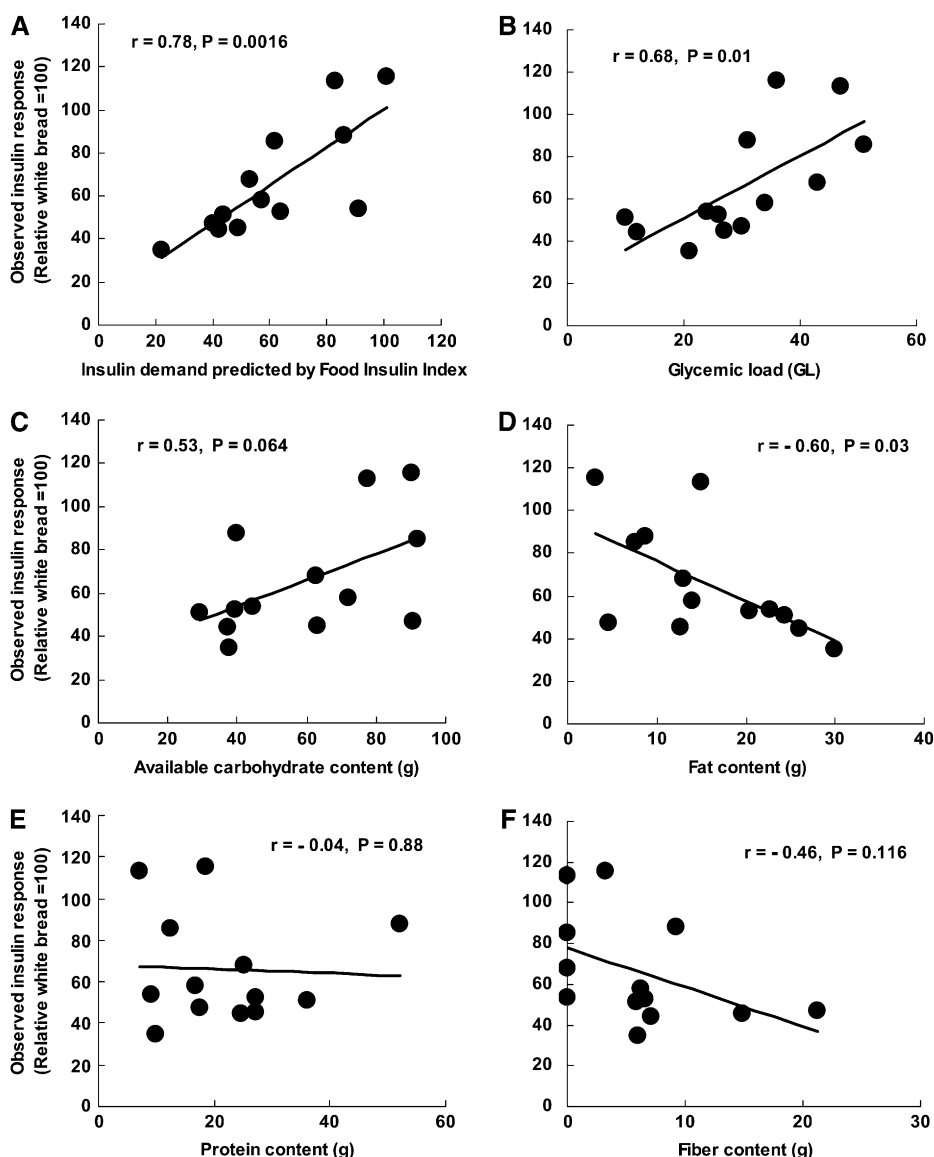 A
Observed insulin response
(Relative white bread =100)
r = 0.78, P = 0.0016
140
120
100
80
60
40
20
0
0 20 40 60 80 100 120
Insulin demand predicted by Food Insulin Index
B
r = 0.68, P = 0.01
140
120
100
80
60
40
20
0
0 20 40 60
Glycemic load (GL)
C
Observed insulin response
(Relative white bread =100)
r = 0.53, P = 0.064
140
120
100
80
60
40
20
0
0 20 40 60 80 100
Available carbohydrate content (g)
D
r = - 0.60, P = 0.03
140
120
100
80
60
40
20
0
0 10 20 30 40
Fat content (g)
E
Observed insulin response
(Relative white bread =100)
r = - 0.04, P = 0.88
140
120
100
80
60
40
20
0
0 20 40 60
Protein content (g)
F
r = - 0.46, P = 0.116
140
120
100
80
60
40
20
0
0 10 20 30
Fiber content (g)